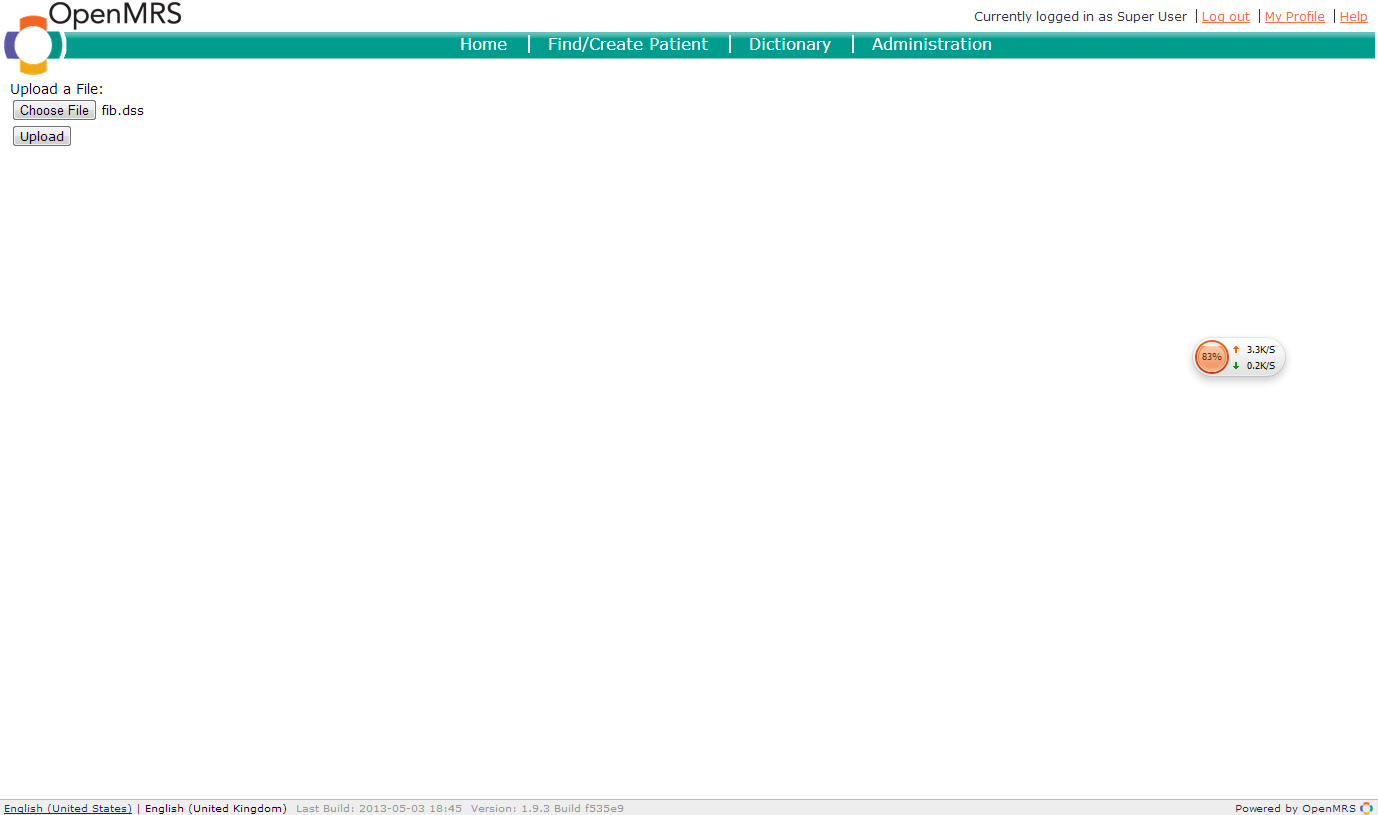 OpenMRS
Currently logged in as Super User | Log out | My Profile | Help
Home | Find/Create Patient | Dictionary | Administration
Upload a File:
Choose File fib.dss
Upload
83% ↑ 3.3K/S
↓ 0.2K/S
English (United States) | English (United Kingdom) Last Build: 2013-05-03 18:45 Version: 1.9.3 Build f535e9 Powered by OpenMRS